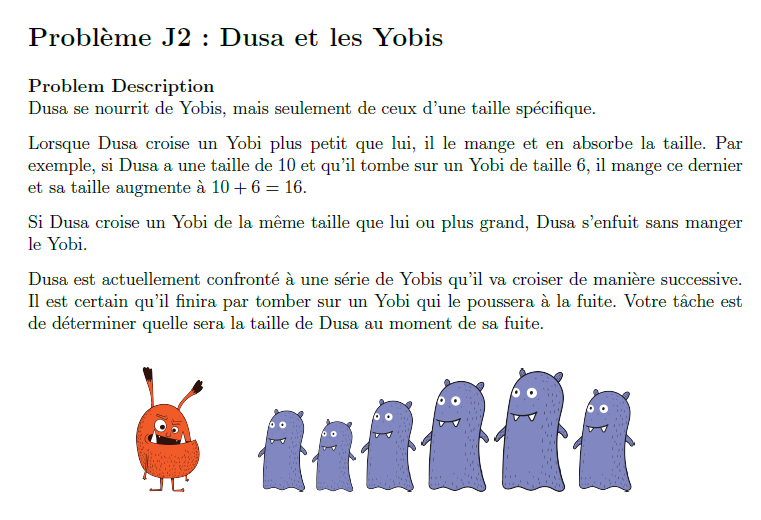 Problème J2 : Dusa et les Yobis
Problem Description
Dusa se nourrit de Yobis, mais seulement de ceux d'une taille spécifique.
Lorsque Dusa croise un Yobi plus petit que lui, il le mange et en absorbe la taille. Par
exemple, si Dusa a une taille de 10 et qu'il tombe sur un Yobi de taille 6, il mange ce dernier
et sa taille augmente à 10 + 6 = 16.
Si Dusa croise un Yobi de la même taille que lui ou plus grand, Dusa s'enfuit sans manger
le Yobi.
Dusa est actuellement confronté à une série de Yobis qu'il va croiser de manière successive.
Il est certain qu'il finira par tomber sur un Yobi qui le poussera à la fuite. Votre tâche est
de déterminer quelle sera la taille de Dusa au moment de sa fuite.